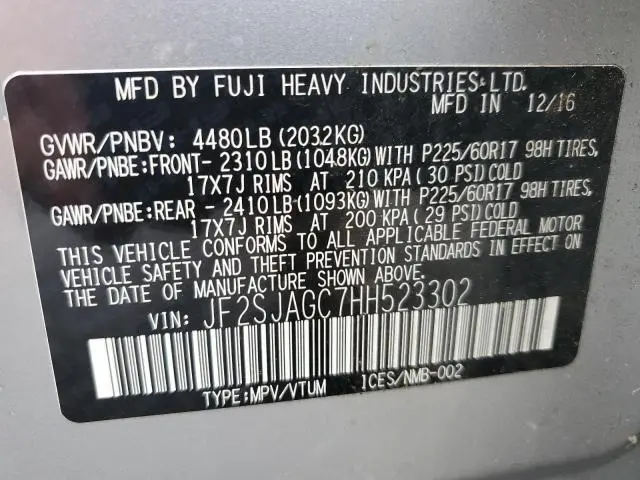 MFD BY FUJI HEAVY INDUSTRIES LTD.
MFD IN 12/16
GVWR/PNBV: 4480LB (2032KG)
GAWR/PNBE:FRONT- 2310LB (1048KG) WITH P225/60R17 98H TIRES,
17X7J RIMS AT 210 KPA (30 PSI) COLD
GAWR/PNBE:REAR - 2410LB (1093KG) WITH P225/60R17 98H TIRES,
17X7J RIMS AT 200 KPA (29 PSI) COLD
THIS VEHICLE CONFORMS TO ALL APPLICABLE FEDERAL MOTOR
VEHICLE SAFETY AND THEFT PREVENTION STANDARDS IN EFFECT ON
THE DATE OF MANUFACTURE SHOWN ABOVE.
VIN: JF2SJAGC7HH523302
TYPE:MPV/VTUM ICES/NMB-002